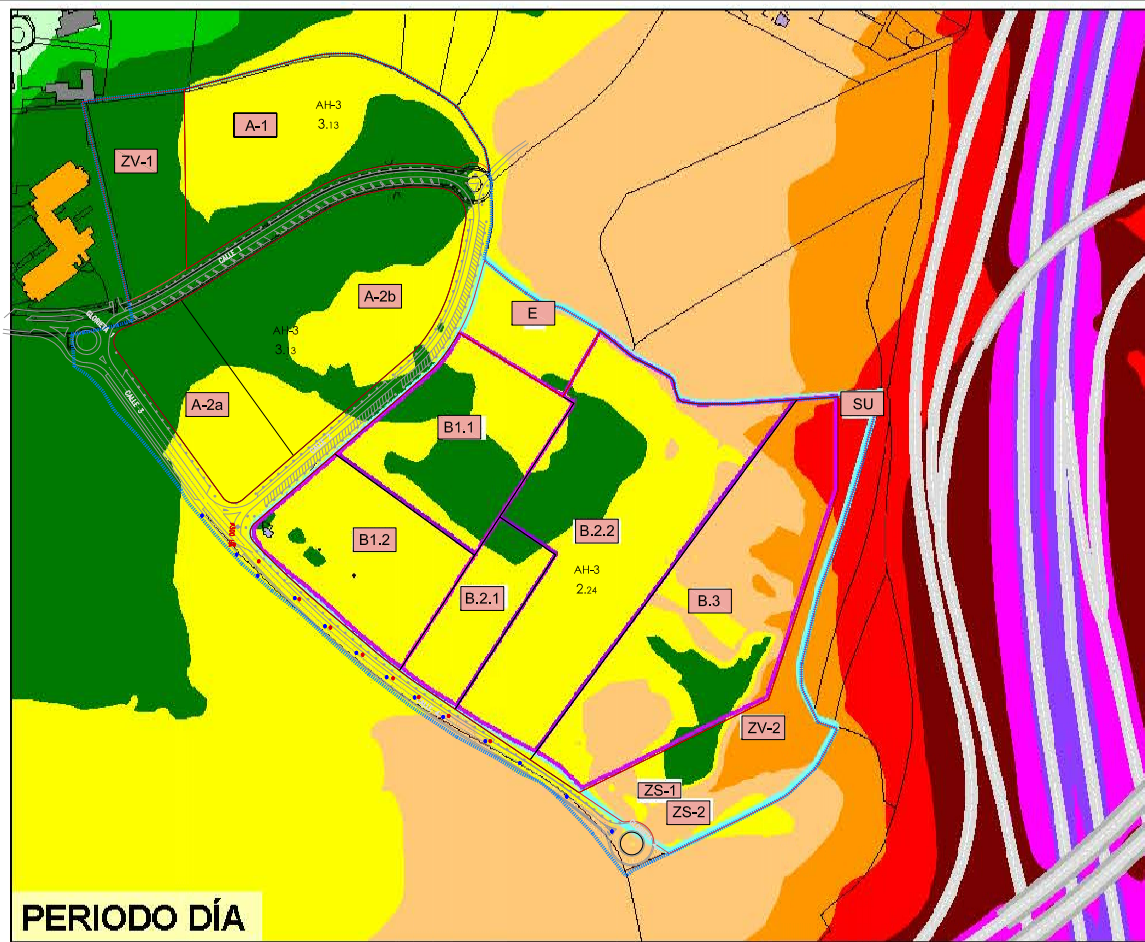 AH-3
3.13
A-1
ZV-1
CALLE 1
A-2b
E
GLORIETA 1
AH-3
3.13
CALLE 3
A-2a
SU
B1.1
B.2.2
B1.2
AH-3
2.24
B.2.1
B.3
ZV-2
ZS-1
ZS-2
PERIODO DÍA